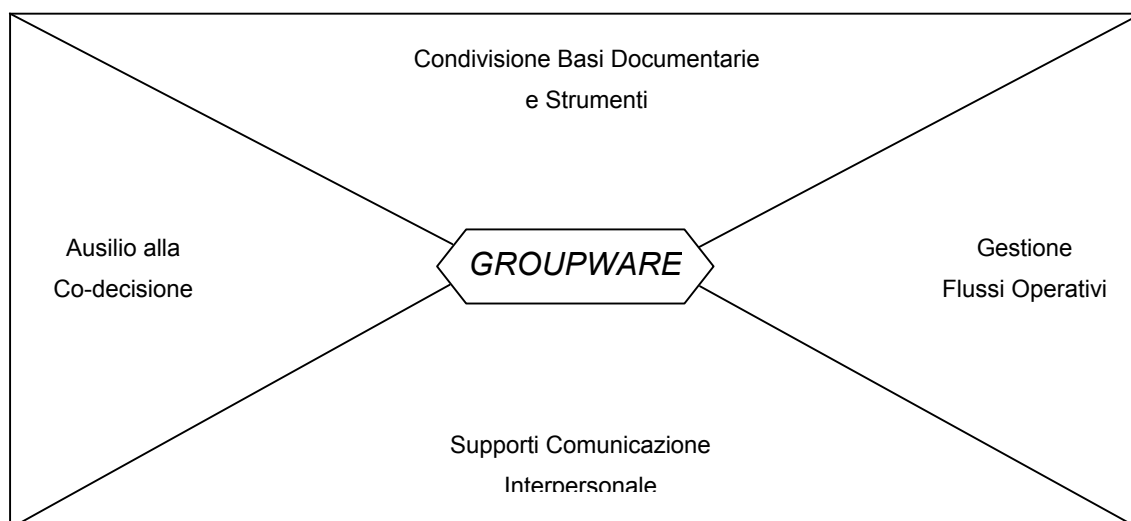 Condivisione Basi Documentarie
e Strumenti
Ausilio alla
Co-decisione
GROUPWARE
Gestione
Flussi Operativi
Supporti Comunicazione
Interpersonale